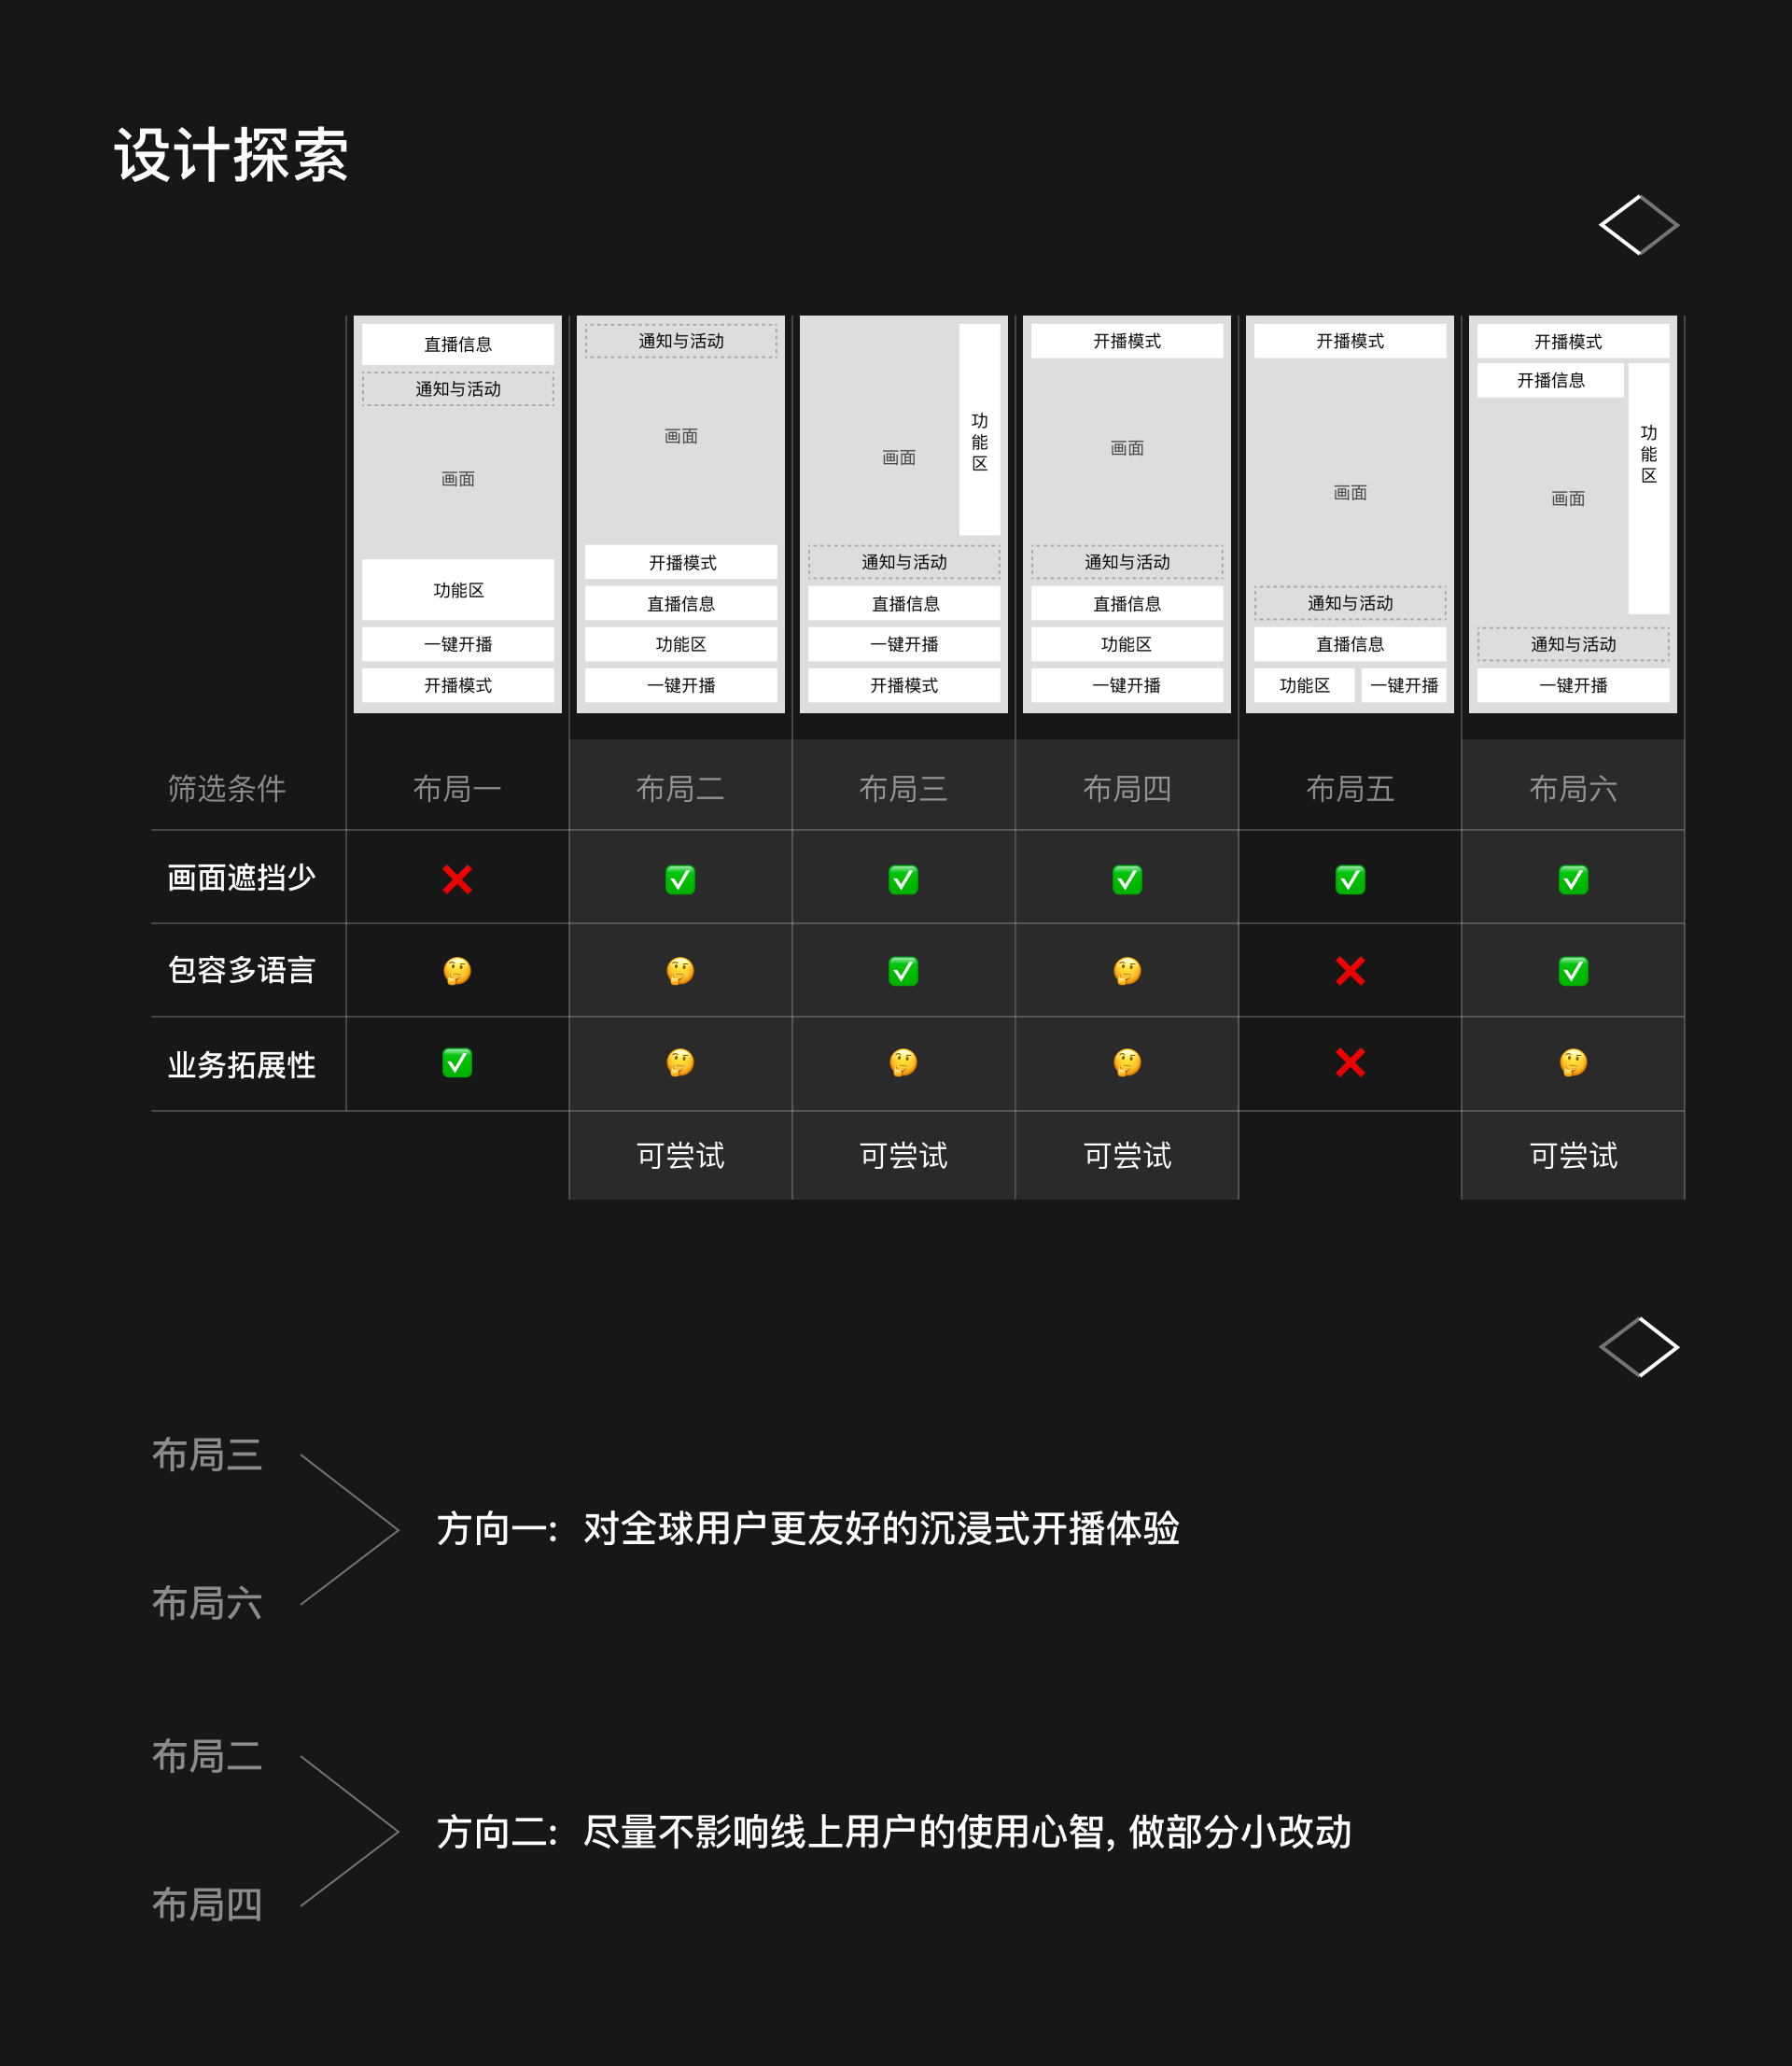 设计探索
直播信息
通知与活动
画面
功能区
一键开播
开播模式
通知与活动
画面
开播模式
直播信息
功能区
一键开播
功能区
画面
通知与活动
直播信息
一键开播
开播模式
开播模式
画面
通知与活动
直播信息
功能区
一键开播
开播模式
画面
通知与活动
直播信息
功能区 一键开播
开播模式
开播信息
功能区
画面
通知与活动
一键开播
筛选条件 布局一 布局二 布局三 布局四 布局五 布局六
画面遮挡少 ❌ ✅ ✅ ✅ ✅ ✅
包容多语言 🤔 🤔 ✅ 🤔 ❌ ✅
业务拓展性 ✅ 🤔 🤔 🤔 ❌ 🤔
可尝试 可尝试 可尝试 可尝试
布局三
方向一: 对全球用户更友好的沉浸式开播体验
布局六
布局二
方向二: 尽量不影响线上用户的使用心智, 做部分小改动
布局四